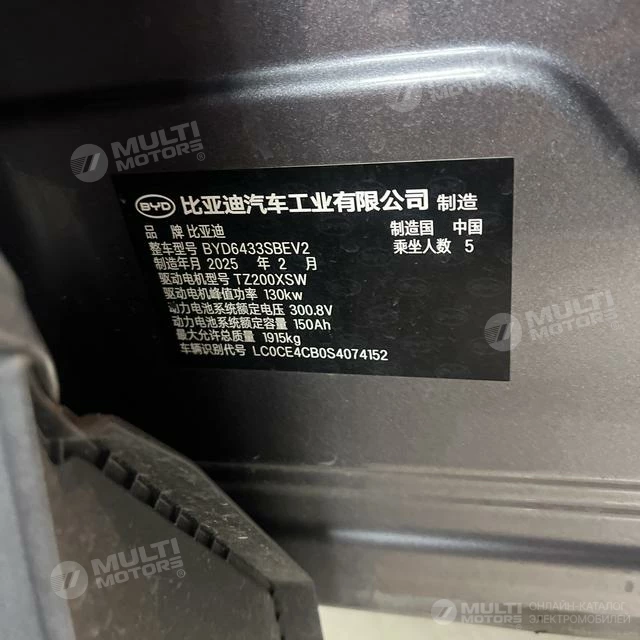 MULTI
MOTORS®
MULTI
MOTORS®
BYD 比亚迪汽车工业有限公司 制造
品 牌 比亚迪 制造国 中国
整车型号 BYD6433SBEV2 乘坐人数 5
制造年月 2025 年 2 月
驱动电机型号 TZ200XSW
驱动电机峰值功率 130kw
动力电池系统额定电压 300.8V
动力电池系统额定容量 150Ah
最大允许总质量 1915kg
车辆识别代号 LC0CE4CB0S4074152
MULTI
MOTORS®
MULTI
MOTORS®
MULTI
MOTORS
ОНЛАЙН-КАТАЛОГ
ЭЛЕКТРОМОБИЛЕЙ